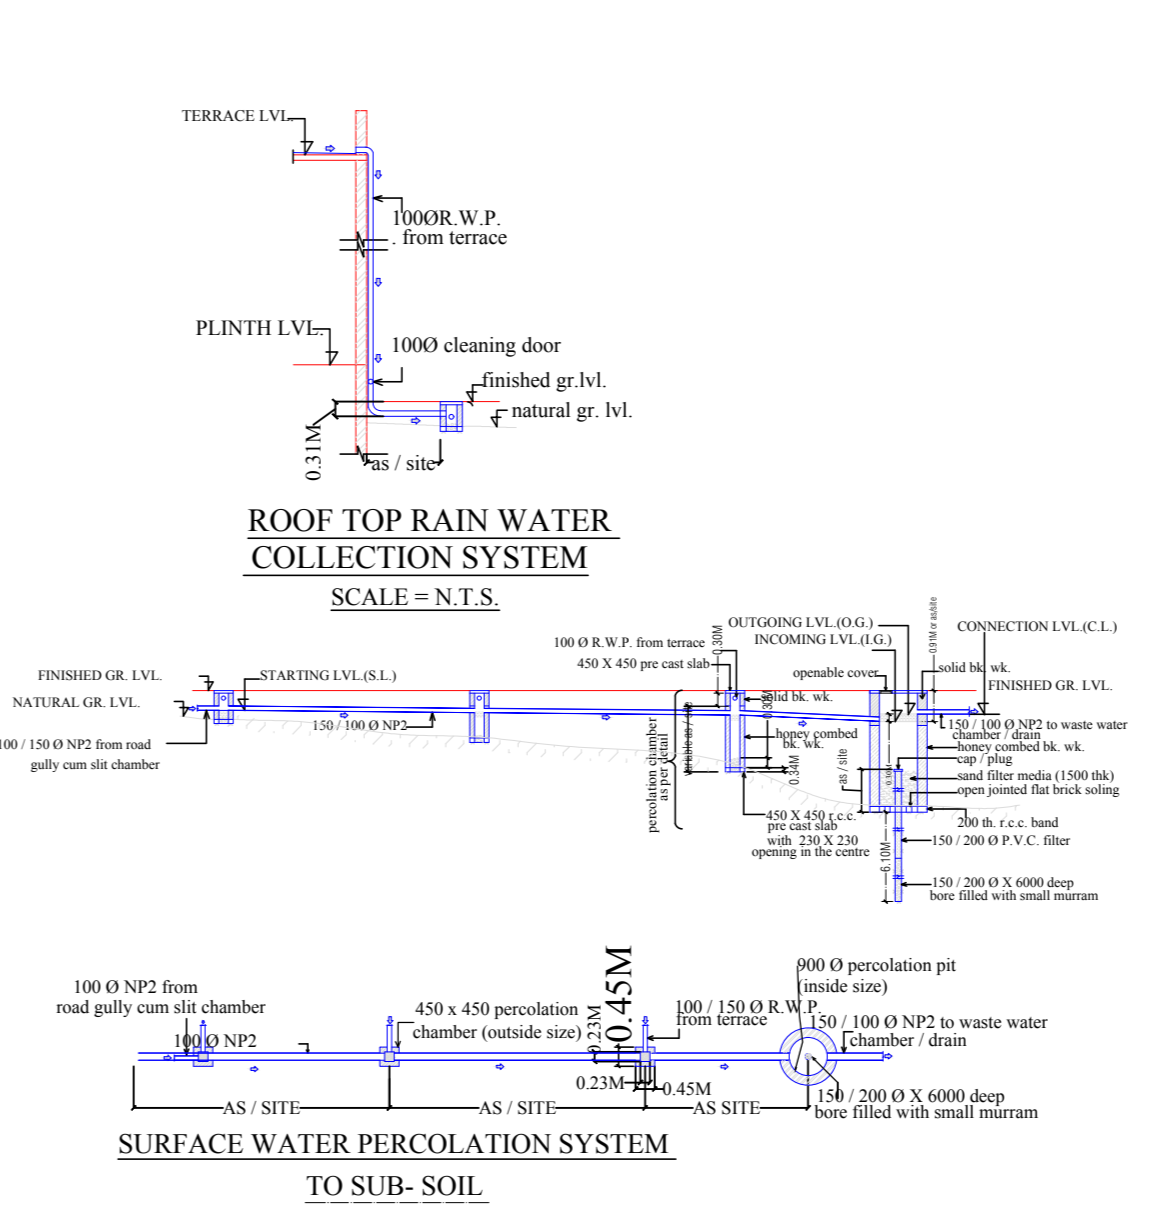 TERRACE LVL.
100ØR.W.P.
. from terrace
PLINTH LVL.
100Ø cleaning door
finished gr.lvl.
natural gr. lvl.
0.31M
as / site
ROOF TOP RAIN WATER
COLLECTION SYSTEM
SCALE = N.T.S.
OUTGOING LVL.(O.G.)
INCOMING LVL.(I.G.)
0.91M or as/site
CONNECTION LVL.(C.L.)
100 Ø R.W.P. from terrace
450 X 450 pre cast slab
0.30M
openable cover
solid bk. wk.
FINISHED GR. LVL.
FINISHED GR. LVL.
STARTING LVL.(S.L.)
NATURAL GR. LVL.
solid bk. wk.
0.30M
150 / 100 Ø NP2
100 / 150 Ø NP2 from road
gully cum slit chamber
percolation chamber
as per detail
variable as / site
honey combed
bk. wk.
0.34M
as / site
150 / 100 Ø NP2 to waste water
chamber / drain
honey combed bk. wk.
cap / plug
sand filter media (1500 thk)
open jointed flat brick soling
450 X 450 r.c.c.
pre cast slab
with 230 X 230
opening in the centre
200 th. r.c.c. band
150 / 200 Ø P.V.C. filter
6.10M
150 / 200 Ø X 6000 deep
bore filled with small murram
100 Ø NP2 from
road gully cum slit chamber
100 Ø NP2
450 x 450 percolation
chamber (outside size)
0.23M
0.45M
100 / 150 Ø R.W.P.
from terrace
900 Ø percolation pit
(inside size)
150 / 100 Ø NP2 to waste water
chamber / drain
0.23M
0.45M
150 / 200 Ø X 6000 deep
bore filled with small murram
AS / SITE
AS / SITE
AS SITE
SURFACE WATER PERCOLATION SYSTEM
TO SUB- SOIL